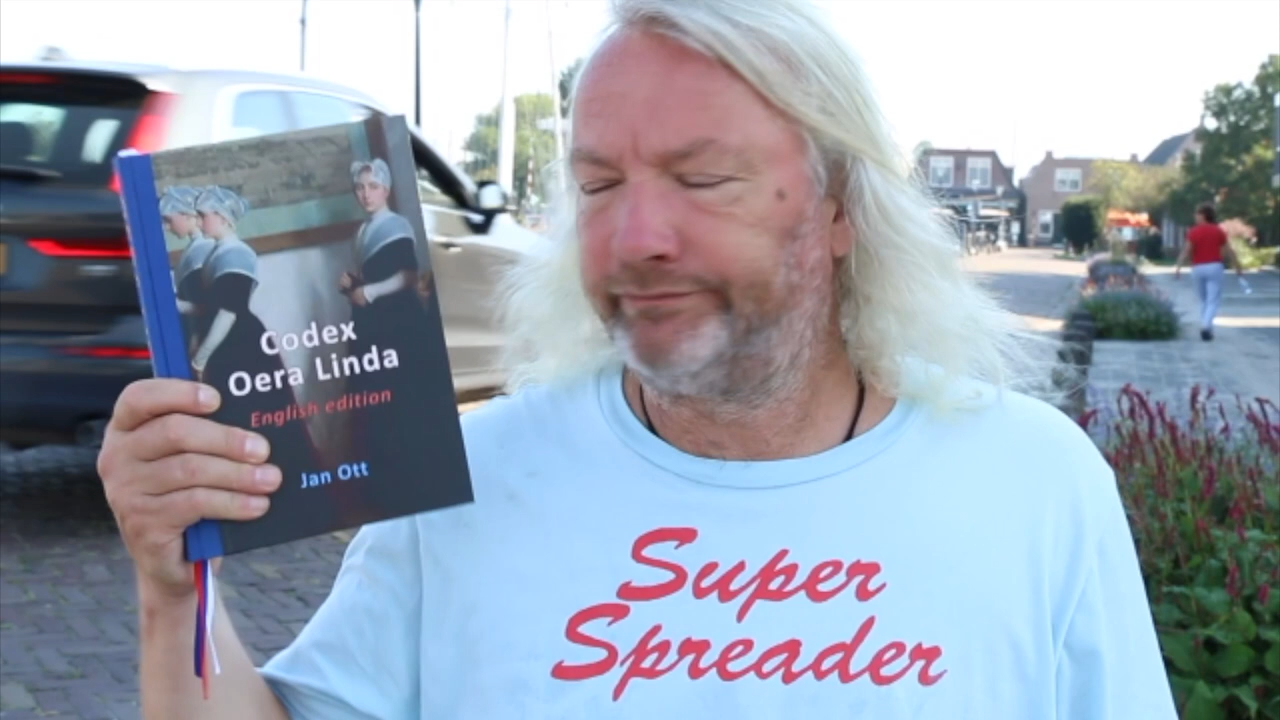 Codex
Oera Linda
English edition
Jan Ott
Super
Spreader